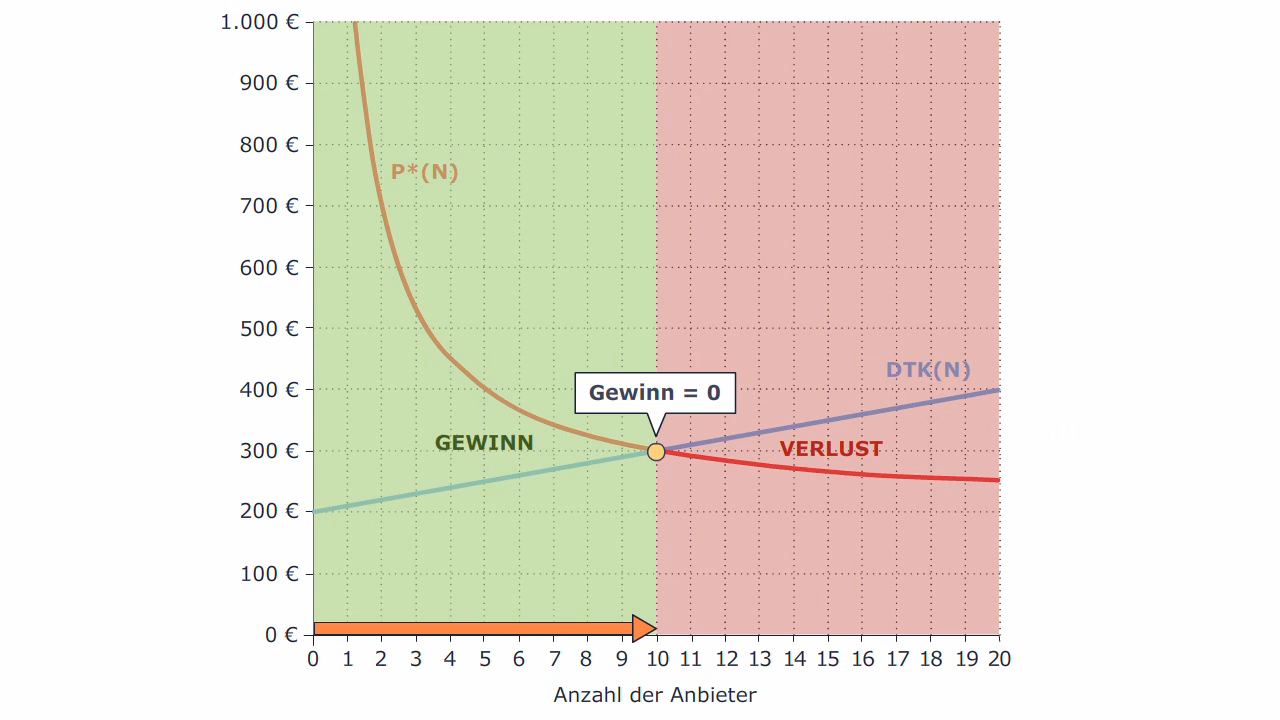 1.000 €
900 €
800 €
P*(N)
700 €
600 €
500 €
400 €
DTK(N)
Gewinn = 0
GEWINN
VERLUST
300 €
200 €
100 €
0 €
0 1 2 3 4 5 6 7 8 9 10 11 12 13 14 15 16 17 18 19 20
Anzahl der Anbieter